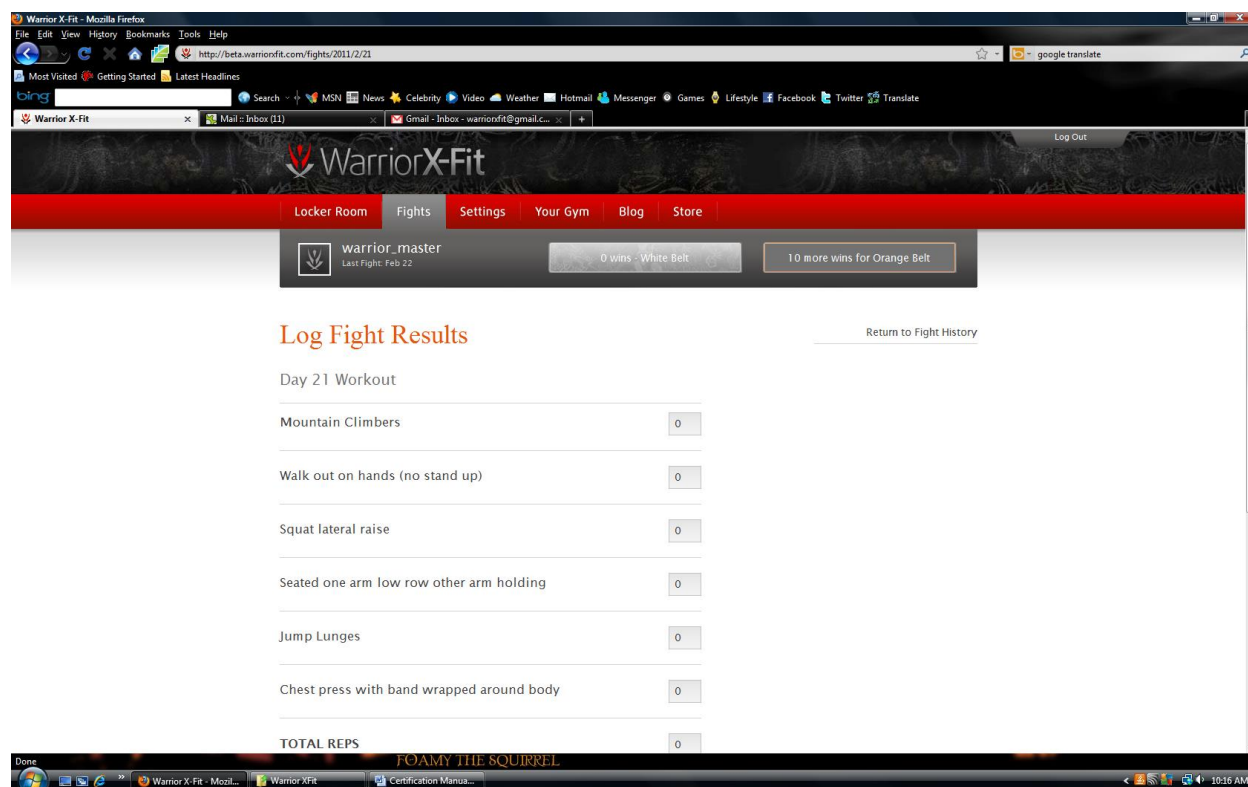 Warrior X-Fit - Mozilla Firefox
File Edit View History Bookmarks Tools Help
http://beta.warrionxfit.com/fights/2011/2/21
google translate
Most Visited Getting Started Latest Headlines
bing Search MSN News Celebrity Video Weather Hotmail Messenger Games Lifestyle Facebook Twitter Translate
Warrior X-Fit Mail :: Inbox (11) Gmail - Inbox - warriorxfit@gmail.c...
Log Out
WarriorX-Fit
Locker Room Fights Settings Your Gym Blog Store
warrior_master
Last Fight: Feb 22
0 wins - White Belt
10 more wins for Orange Belt
Log Fight Results
Return to Fight History
Day 21 Workout
Mountain Climbers 0
Walk out on hands (no stand up) 0
Squat lateral raise 0
Seated one arm low row other arm holding 0
Jump Lunges 0
Chest press with band wrapped around body 0
TOTAL REPS 0
Done
FOAMY THE SQUIRREL
Warrior X-Fit - Mozil... Warrior XFit Certification Manua... 10:16 AM